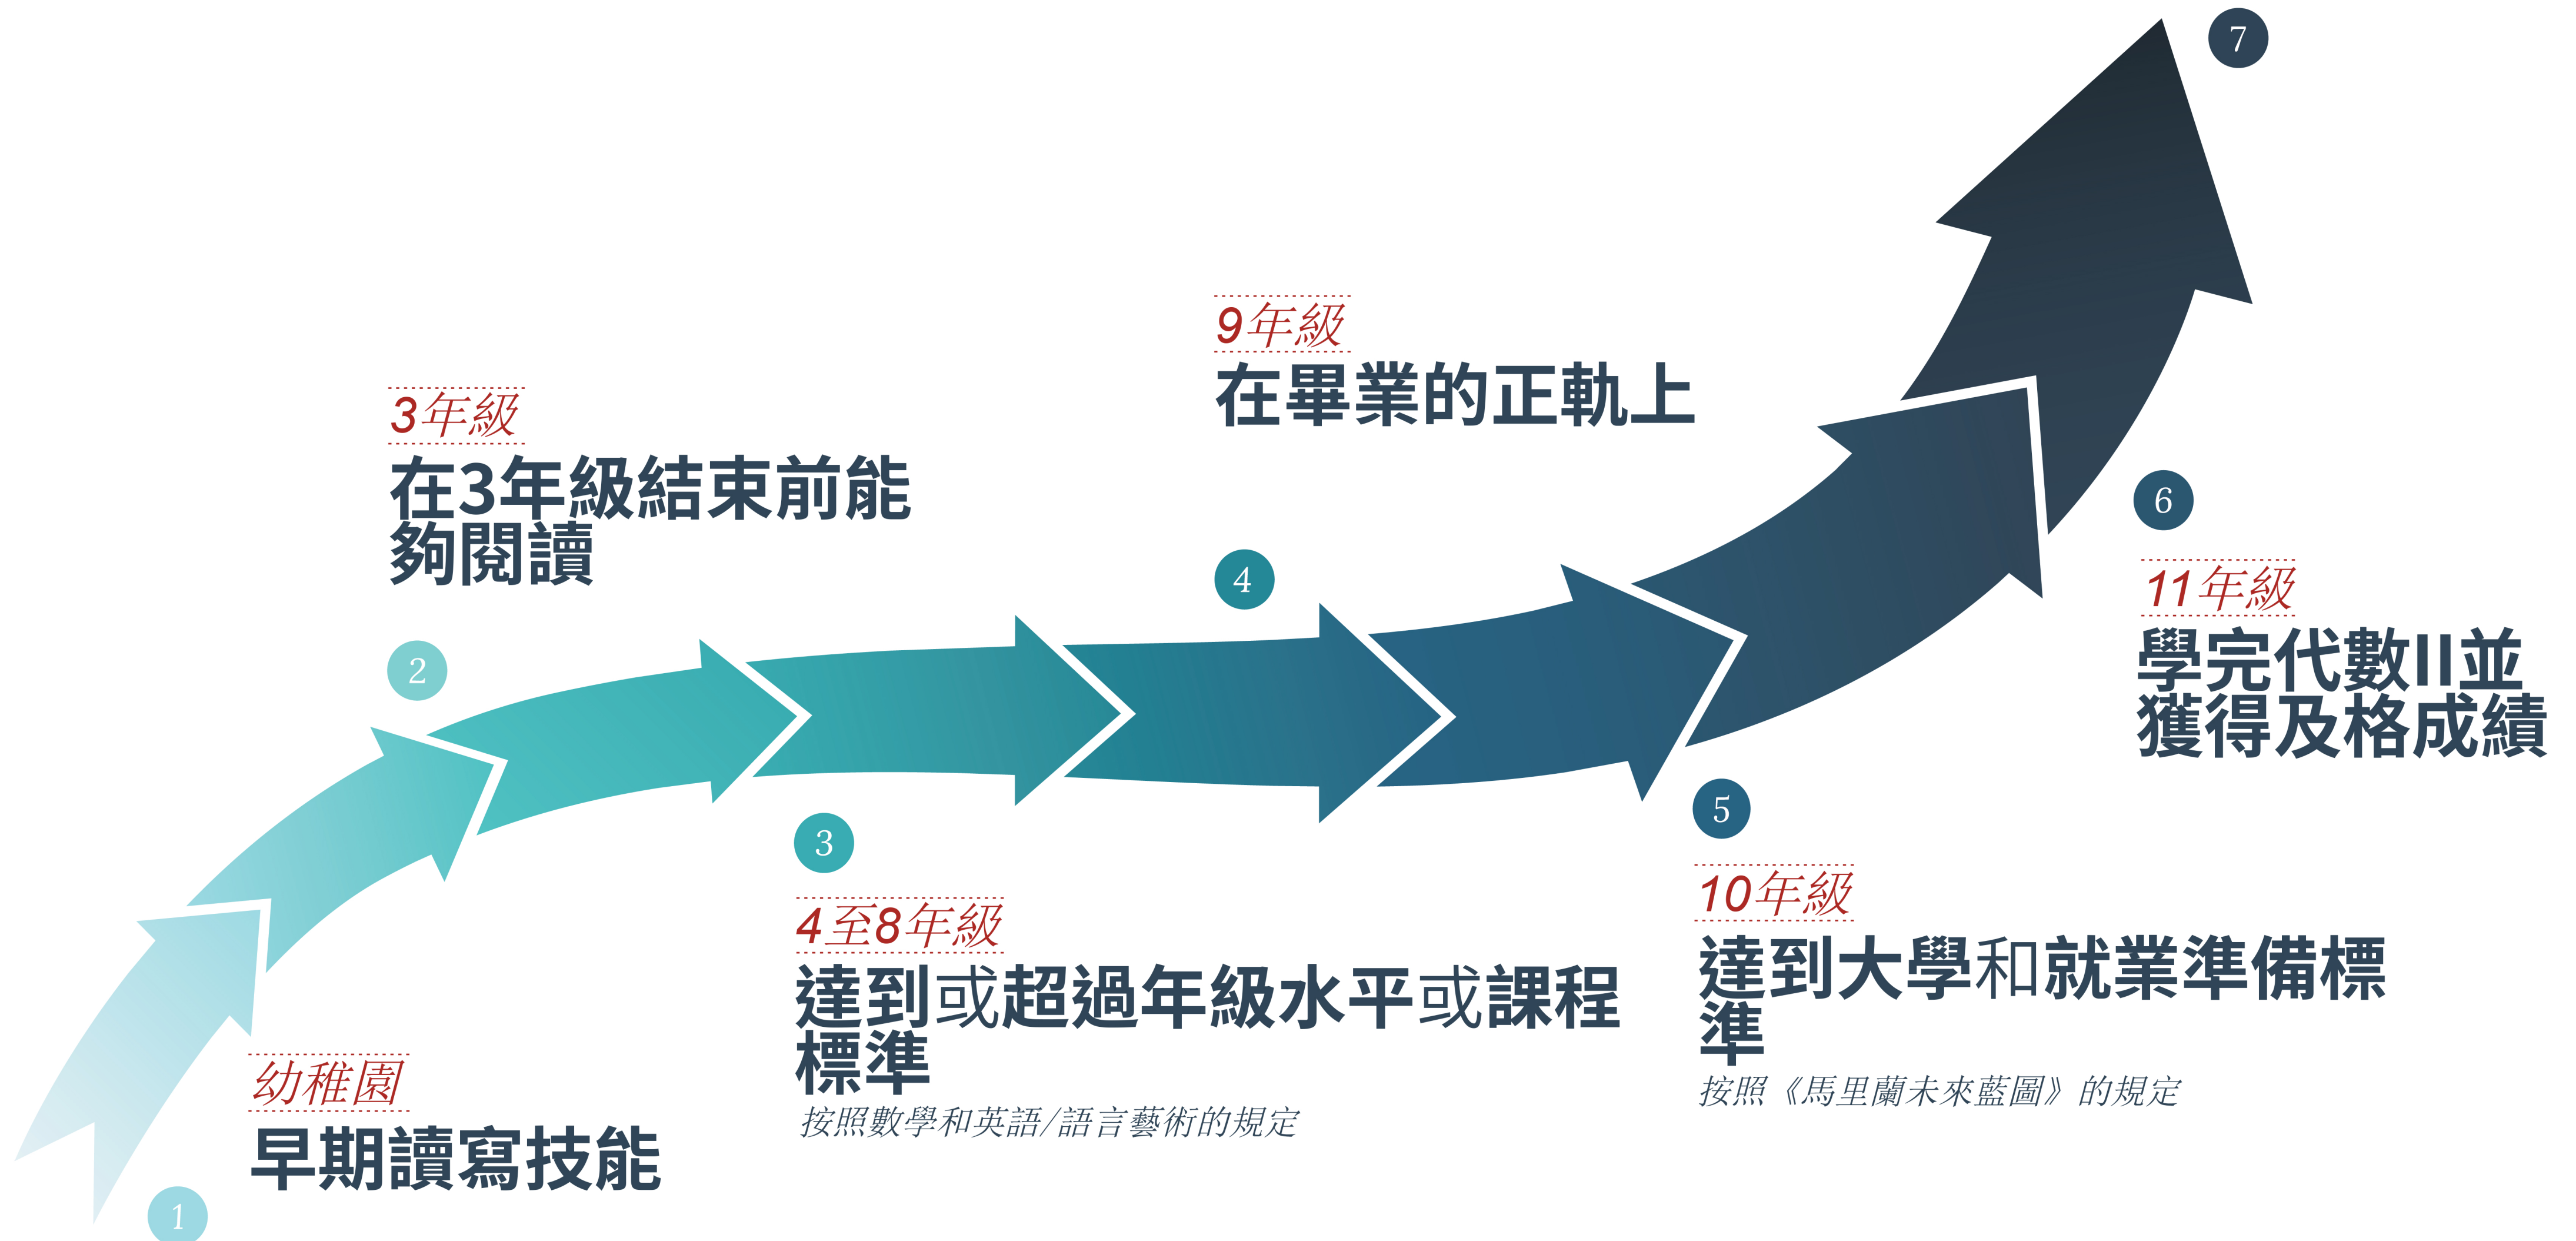 1
幼稚園
早期讀寫技能
2
3年級
在3年級結束前能
夠閱讀
3
4至8年級
達到或超過年級水平或課程
標準
按照數學和英語/語言藝術的規定
4
9年級
在畢業的正軌上
5
10年級
達到大學和就業準備標
準
按照《馬里蘭未來藍圖》的規定
6
11年級
學完代數II並
獲得及格成績
7